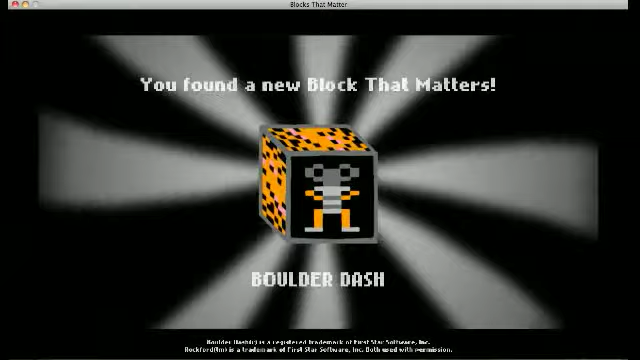 Blocks That Matter
You found a new Block That Matters!
BOULDER DASH
Boulder Dash(r) is a registered trademark of First Star Software, Inc.
Rockford(tm) is a trademark of First Star Software, Inc. Both used with permission.